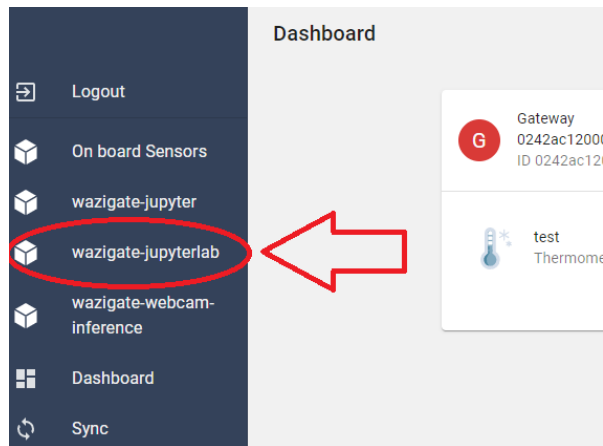 Dashboard
Logout
On board Sensors
wazigate-jupyter
wazigate-jupyterlab
wazigate-webcam-
inference
Dashboard
Sync
G
Gateway
0242ac12000
ID 0242ac120
test
Thermome